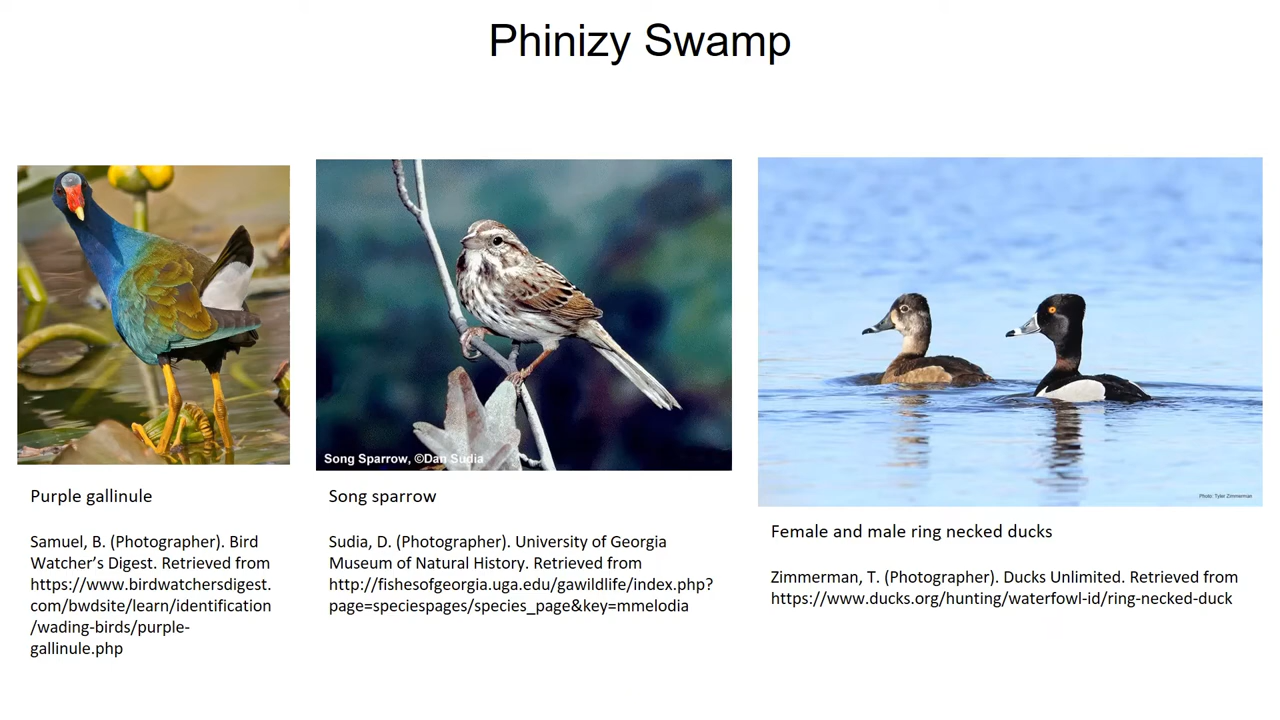 Phinizy Swamp
Song Sparrow, ©Dan Sudia
Photo: Tyler Zimmerman
Purple gallinule
Samuel, B. (Photographer). Bird
Watcher’s Digest. Retrieved from
https://www.birdwatchersdigest.
com/bwdsite/learn/identification
/wading-birds/purple-
gallinule.php
Song sparrow
Sudia, D. (Photographer). University of Georgia
Museum of Natural History. Retrieved from
http://fishesofgeorgia.uga.edu/gawildlife/index.php?
page=speciespages/species_page&key=mmelodia
Female and male ring necked ducks
Zimmerman, T. (Photographer). Ducks Unlimited. Retrieved from
https://www.ducks.org/hunting/waterfowl-id/ring-necked-duck